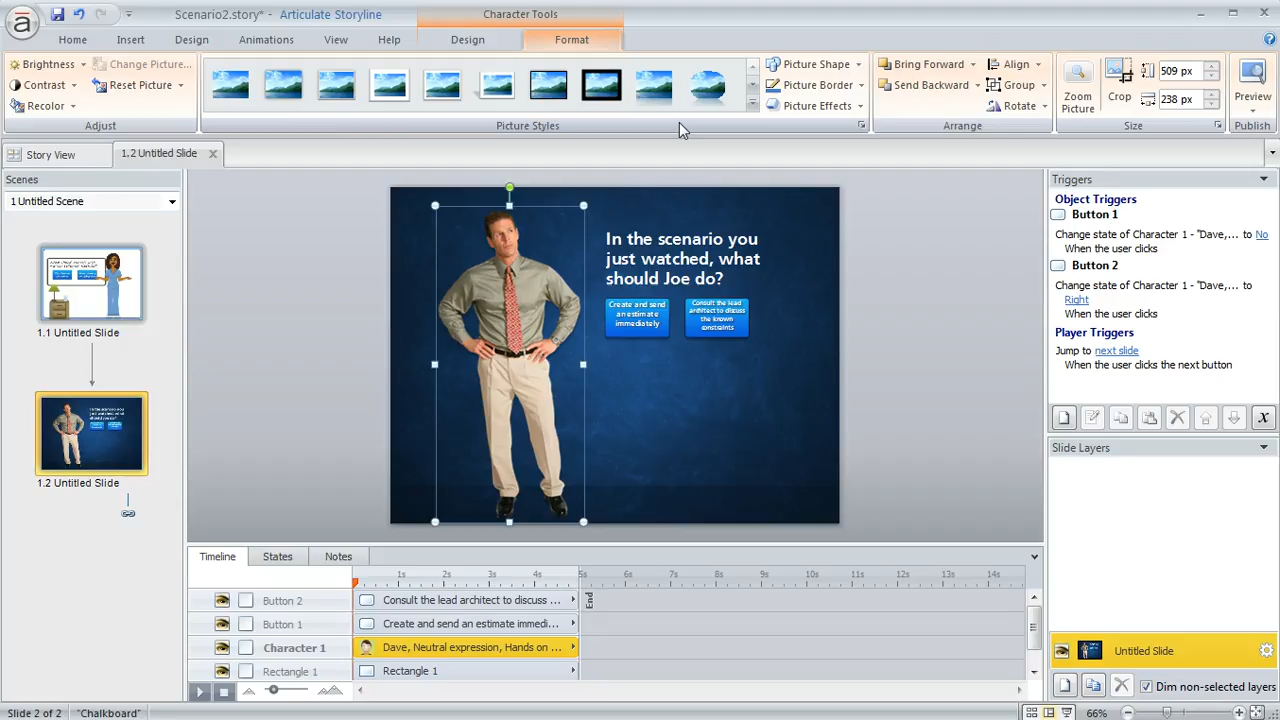 Scenario2.story* - Articulate Storyline
Character Tools
Home
Insert
Design
Animations
View
Help
Design
Format
Brightness
Change Picture...
Contrast
Reset Picture
Recolor
Adjust
Picture Styles
Picture Shape
Picture Border
Picture Effects
Bring Forward
Send Backward
Align
Group
Rotate
Arrange
Zoom
Picture
Crop
509 px
238 px
Size
Preview
Publish
Story View
1.2 Untitled Slide
Scenes
1 Untitled Scene
1.1 Untitled Slide
In the scenario you
just watched, what
should Joe do?
1.2 Untitled Slide
In the scenario you
just watched, what
should Joe do?
Create and send
an estimate
immediately
Consult the lead
architect to discuss
the known
constraints
Triggers
Object Triggers
Button 1
Change state of Character 1 - "Dave,... to No
When the user clicks
Button 2
Change state of Character 1 - "Dave,... to
Right
When the user clicks
Player Triggers
Jump to next slide
When the user clicks the next button
Slide Layers
Untitled Slide
Dim non-selected layers
Timeline
States
Notes
1s 2s 3s 4s 5s 6s 7s 8s 9s 10s 11s 12s 13s 14s
Button 2
Consult the lead architect to discuss ...
End
Button 1
Create and send an estimate immedi...
Character 1
Dave, Neutral expression, Hands on ...
Rectangle 1
Rectangle 1
Slide 2 of 2
"Chalkboard"
66%